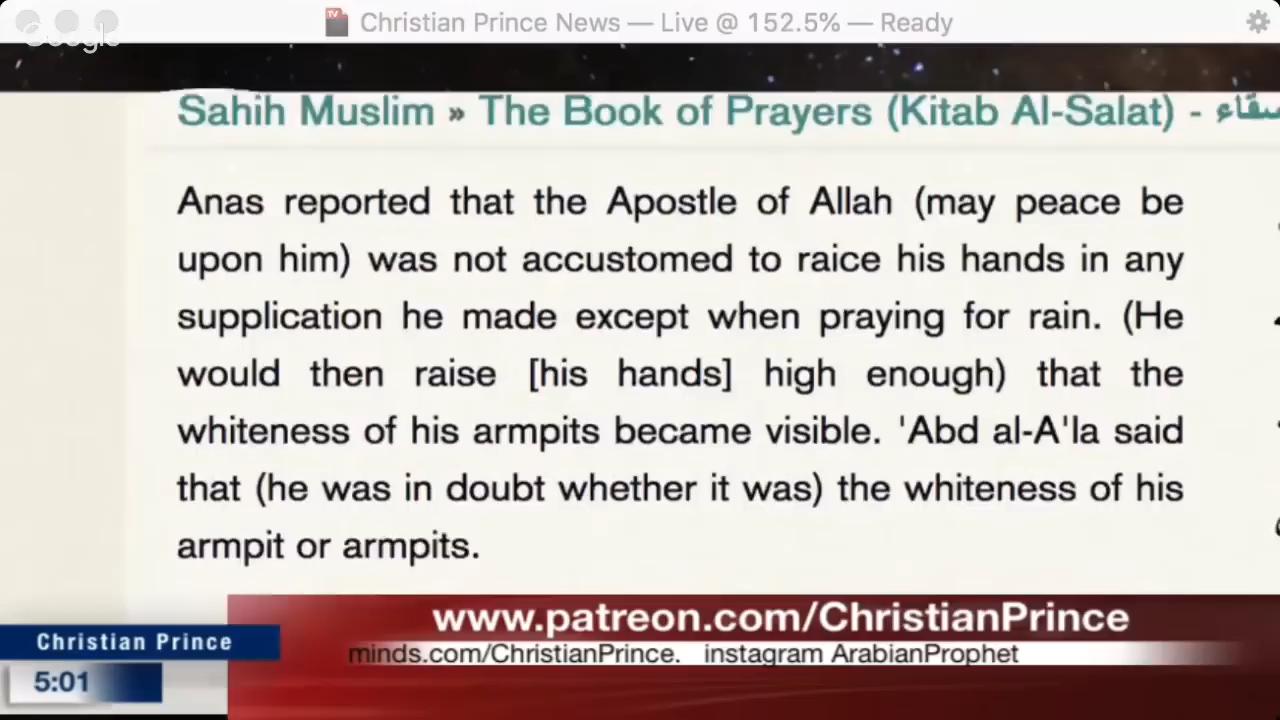 Christian Prince News — Live @ 152.5% — Ready
Google
Sahih Muslim » The Book of Prayers (Kitab Al-Salat) -
Anas reported that the Apostle of Allah (may peace be
upon him) was not accustomed to raice his hands in any
supplication he made except when praying for rain. (He
would then raise [his hands] high enough) that the
whiteness of his armpits became visible. 'Abd al-A'la said
that (he was in doubt whether it was) the whiteness of his
armpit or armpits.
www.patreon.com/ChristianPrince
Christian Prince
minds.com/ChristianPrince. instagram ArabianProphet
5:01